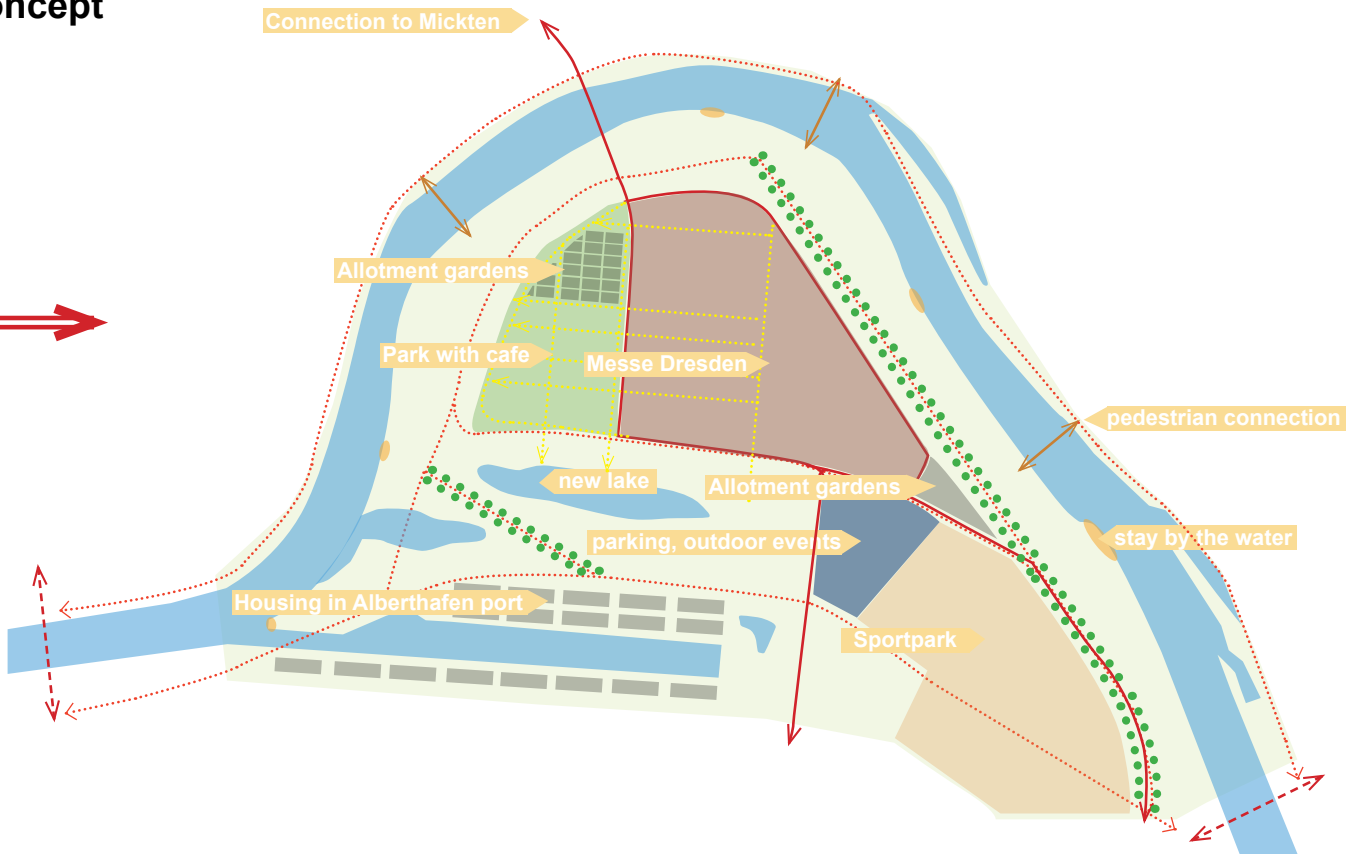 oncept
Connection to Mickten
Allotment gardens
Park with cafe
Messe Dresden
pedestrian connection
new lake
Allotment gardens
parking, outdoor events
stay by the water
Housing in Alberthafen port
Sportpark